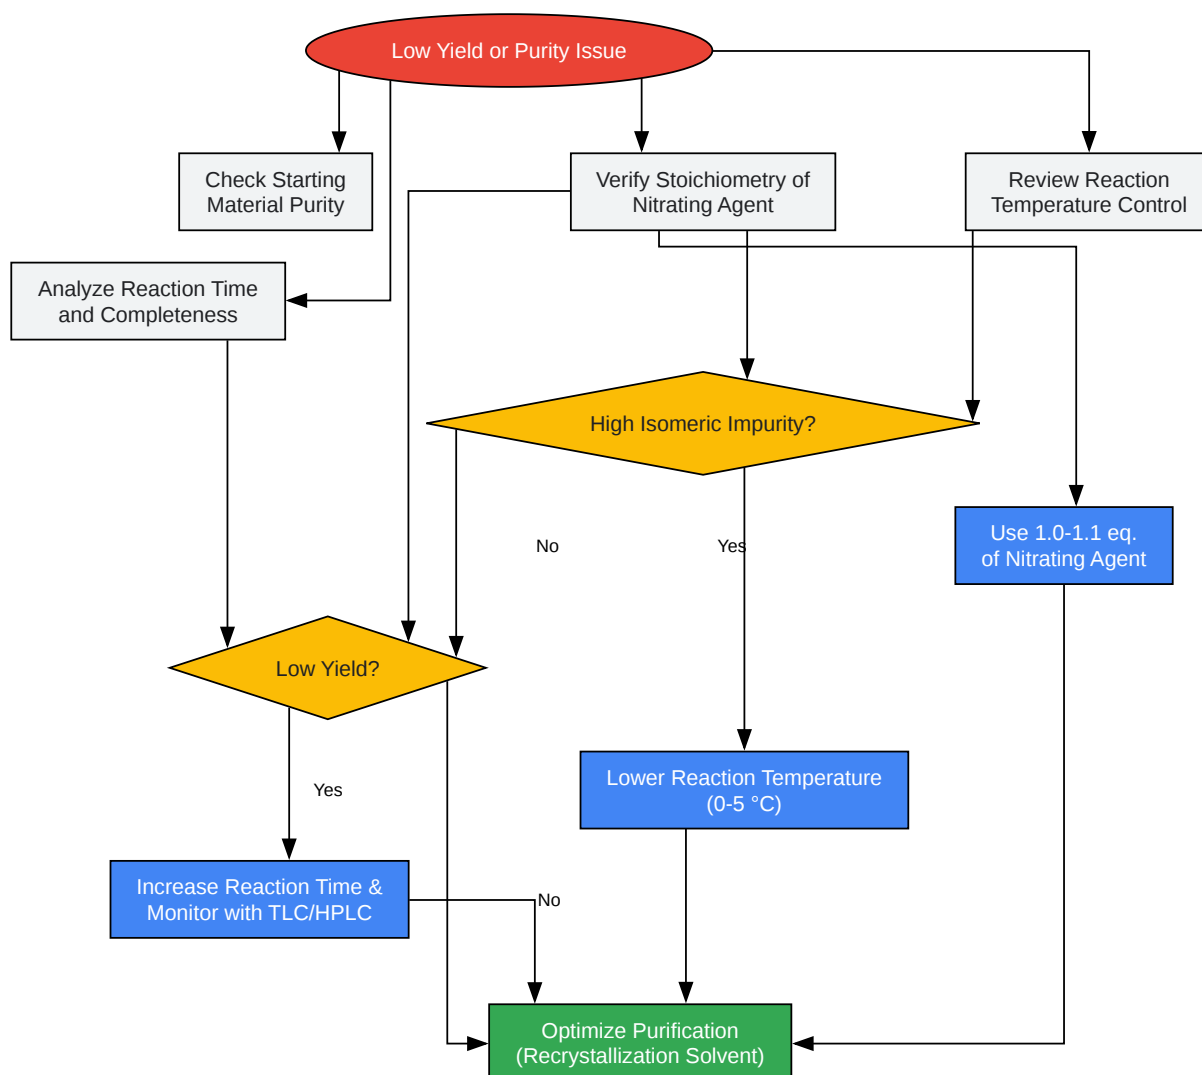 Low Yield or Purity Issue
Check Starting
Material Purity
Verify Stoichiometry of
Nitrating Agent
Review Reaction
Temperature Control
Analyze Reaction Time
and Completeness
High Isomeric Impurity?
Use 1.0-1.1 eq.
of Nitrating Agent
No
Yes
Low Yield?
Lower Reaction Temperature
(0-5 °C)
Yes
Increase Reaction Time &
Monitor with TLC/HPLC
No
Optimize Purification
(Recrystallization Solvent)